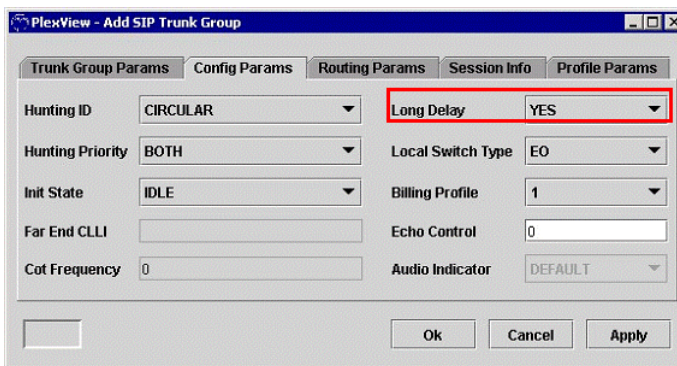 PlexView - Add SIP Trunk Group
Trunk Group Params Config Params Routing Params Session Info Profile Params
Hunting ID CIRCULAR Long Delay YES
Hunting Priority BOTH Local Switch Type EO
Init State IDLE Billing Profile 1
Far End CLLI Echo Control 0
Cot Frequency 0 Audio Indicator DEFAULT
Ok Cancel Apply